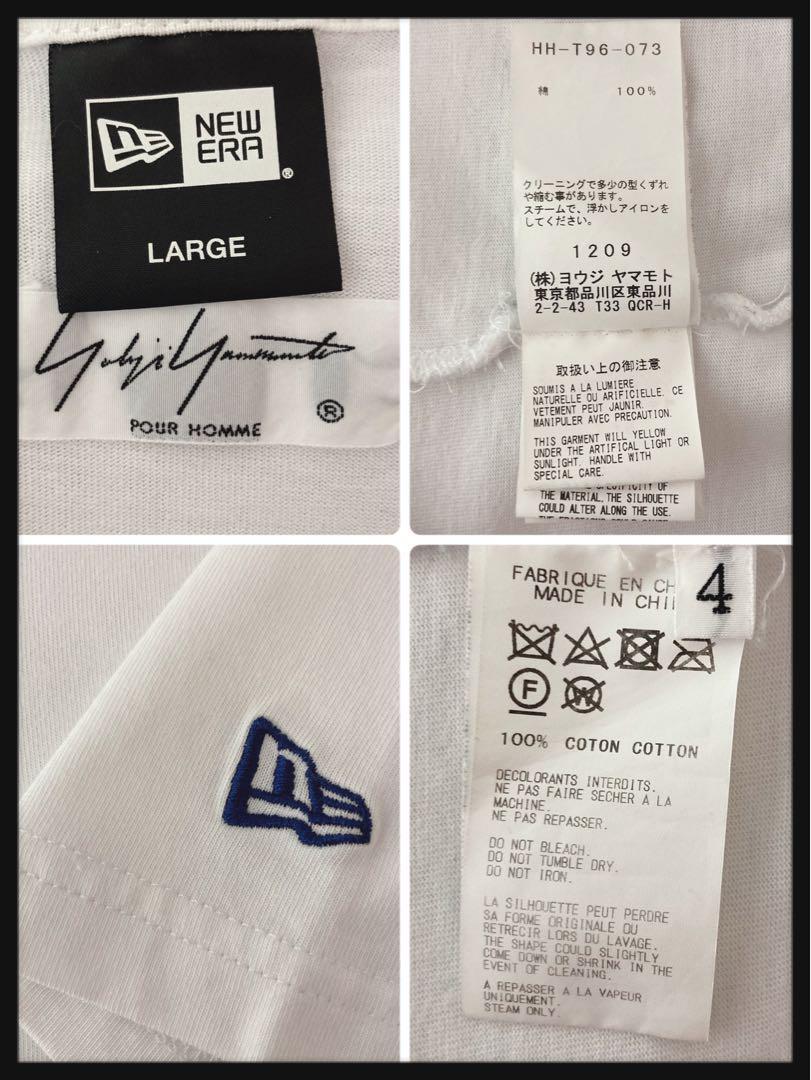 NEW
ERA
®
LARGE
Yohji Yamamoto
®
POUR HOMME
HH-T96-073
綿 100%
クリーニングで多少の型くずれ
や縮む事があります。
スチームで、浮かしアイロンを
してください。
1209
(株)ヨウジ ヤマモト
東京都品川区東品川
2-2-43 T33 QCR-H
取扱い上の御注意
SOUMIS A LA LUMIERE
NATURELLE OU ARIFICIELLE. CE
VETEMENT PEUT JAUNIR.
MANIPULER AVEC PRECAUTION.
THIS GARMENT WILL YELLOW
UNDER THE ARTIFICAL LIGHT OR
SUNLIGHT. HANDLE WITH
SPECIAL CARE.
SPECIFICITY OF
THE MATERIAL,THE SILHOUETTE
COULD ALTER ALONG THE USE.
FABRIQUE EN CH
MADE IN CHI
4
F
W
100% COTON COTTON
DECOLORANTS INTERDITS.
NE PAS FAIRE SECHER A LA
MACHINE.
NE PAS REPASSER.
DO NOT BLEACH.
DO NOT TUMBLE DRY.
DO NOT IRON.
LA SILHOUETTE PEUT PERDRE
SA FORME ORIGINALE OU
RETRECIR LORS DU LAVAGE.
THE SHAPE COULD SLIGHTLY
COME DOWN OR SHRINK IN THE
EVENT OF CLEANING.
A REPASSER A LA VAPEUR
UNIQUEMENT.
STEAM ONLY.